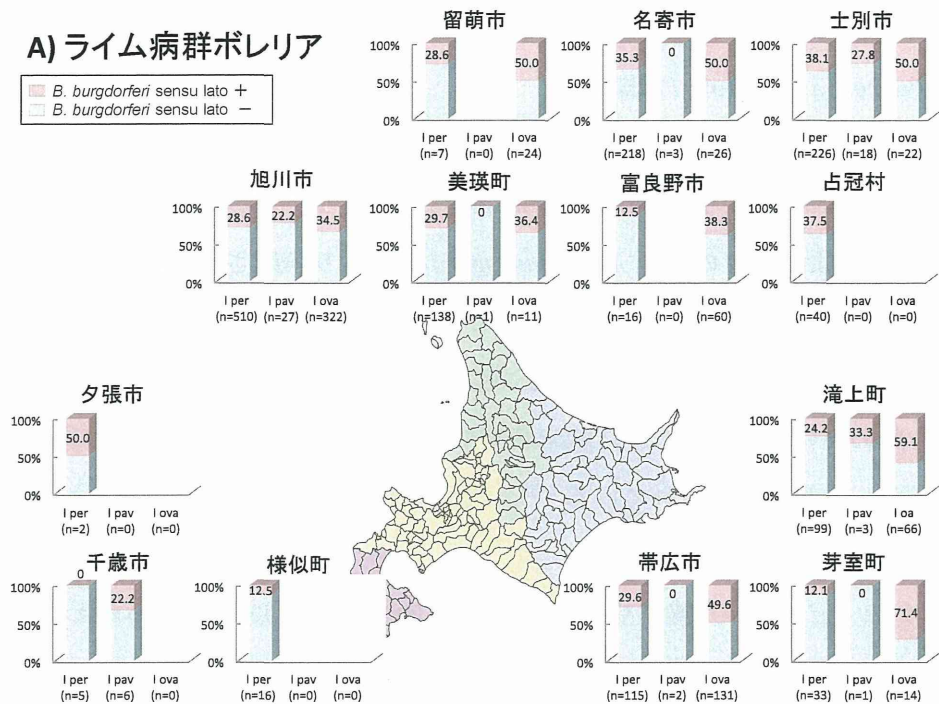 A) ライム病群ボレリア
B. burgdorferi sensu lato +
B. burgdorferi sensu lato −
留萌市
100%
50%
0%
28.6
50.0
I per
(n=7)
I pav
(n=0)
I ova
(n=24)
名寄市
100%
50%
0%
35.3
0
50.0
I per
(n=218)
I pav
(n=3)
I ova
(n=26)
士別市
100%
50%
0%
38.1
27.8
50.0
I per
(n=226)
I pav
(n=18)
I ova
(n=22)
旭川市
100%
50%
0%
28.6
22.2
34.5
I per
(n=510)
I pav
(n=27)
I ova
(n=322)
美瑛町
100%
50%
0%
29.7
0
36.4
I per
(n=138)
I pav
(n=1)
I ova
(n=11)
富良野市
100%
50%
0%
12.5
38.3
I per
(n=16)
I pav
(n=0)
I ova
(n=60)
占冠村
100%
50%
0%
37.5
I per
(n=40)
I pav
(n=0)
I ova
(n=0)
夕張市
100%
50%
0%
50.0
I per
(n=2)
I pav
(n=0)
I ova
(n=0)
滝上町
100%
50%
0%
24.2
33.3
59.1
I per
(n=99)
I pav
(n=3)
I oa
(n=66)
千歳市
100%
50%
0%
0
22.2
I per
(n=5)
I pav
(n=6)
I ova
(n=0)
様似町
100%
50%
0%
12.5
I per
(n=16)
I pav
(n=0)
I ova
(n=0)
帯広市
100%
50%
0%
29.6
0
49.6
I per
(n=115)
I pav
(n=2)
I ova
(n=131)
芽室町
100%
50%
0%
12.1
0
71.4
I per
(n=33)
I pav
(n=1)
I ova
(n=14)